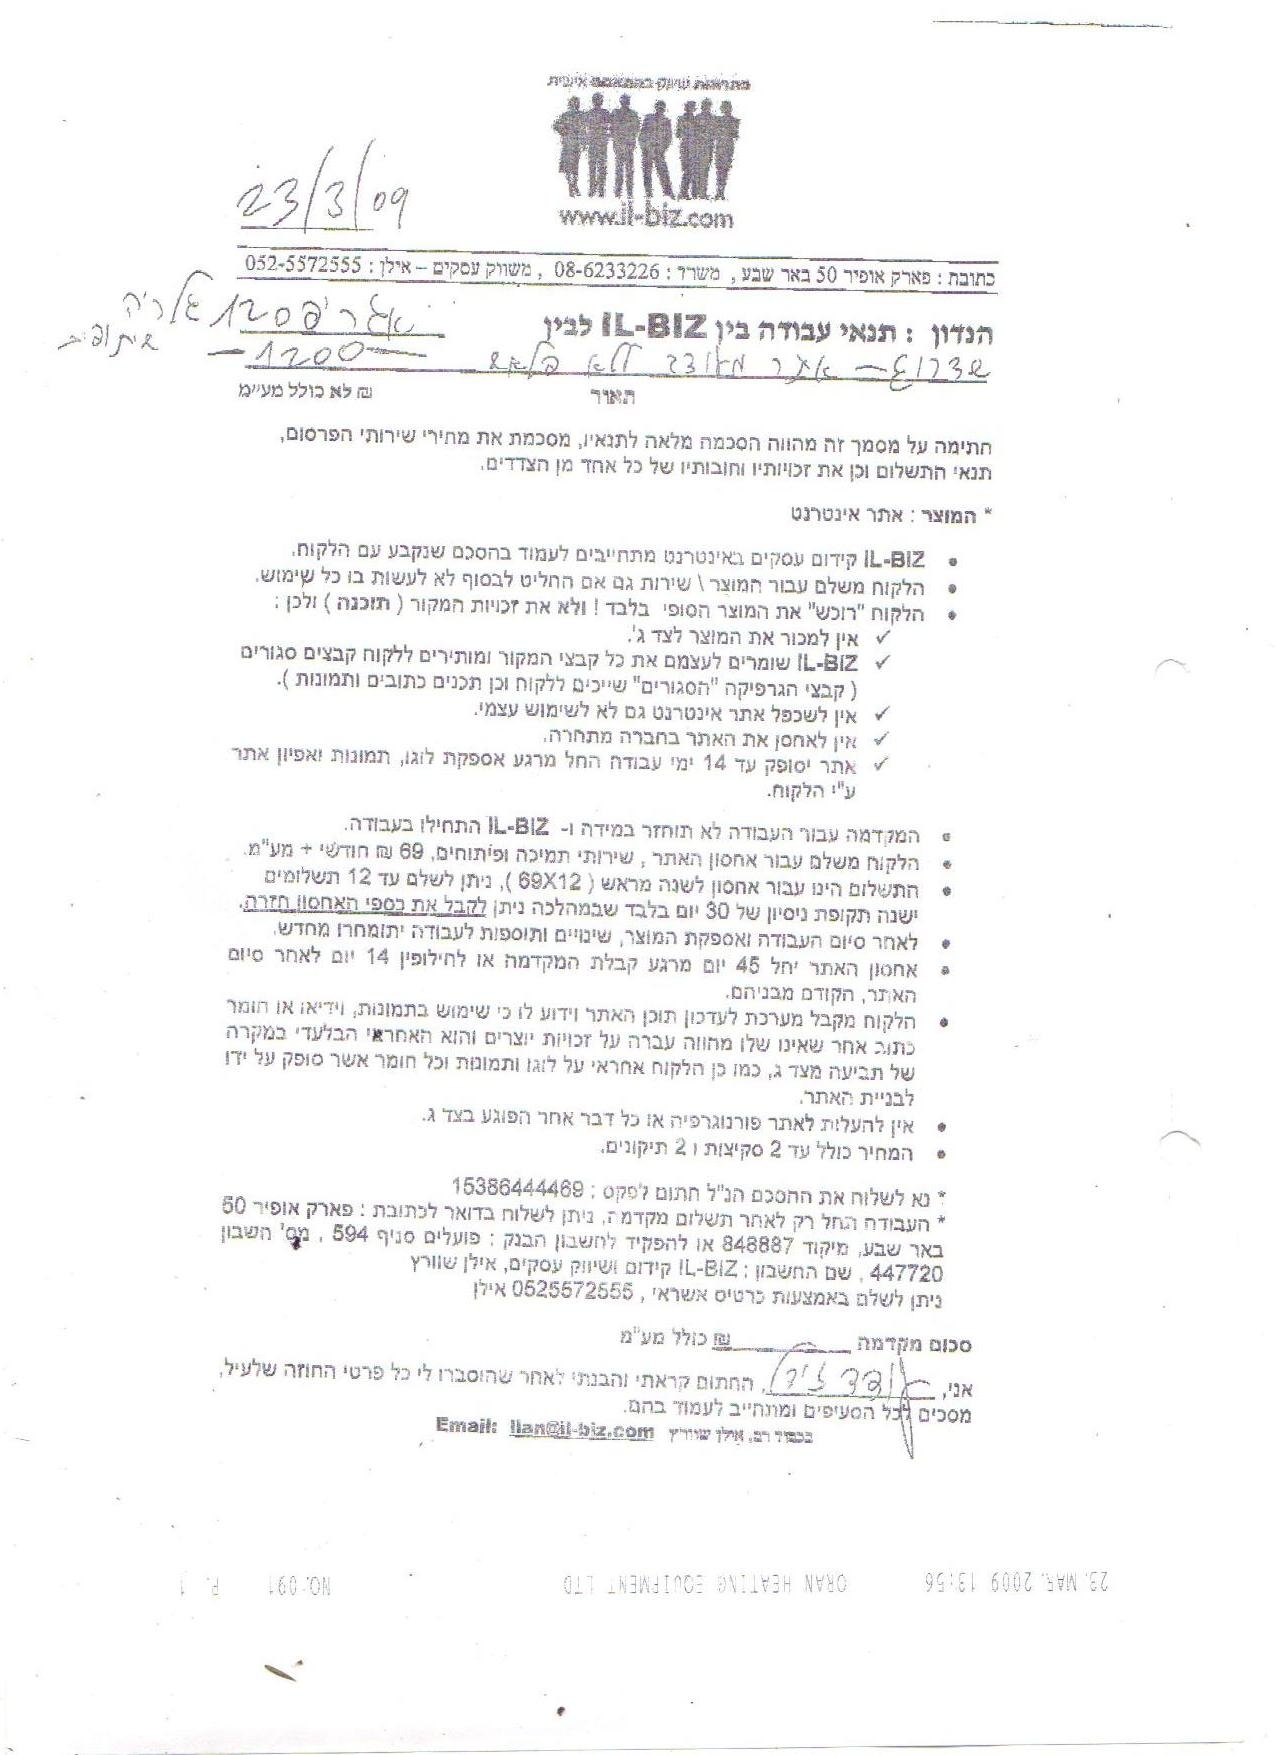 פתרונות שיווק בהתאמה אישית
www.il-biz.com
23/3/09
כתובת : פארק אופיר 50 באר שבע , משרד : 08-6233226 , משווק עסקים – אילן : 052-5572555
הנדון : תנאי עבודה בין IL-BIZ לבין
שדרוג – אתר ללא -1200-
תאור ₪ לא כולל מע״מ
חתימה על מסמך זה מהווה הסכמה מלאה לתנאיו, מסכמת את מחירי שירותי הפרסום,
תנאי התשלום וכן את זכויותיו וחובותיו של כל אחד מן הצדדים.
* המוצר : אתר אינטרנט
• IL-BIZ קידום עסקים באינטרנט מתחייבים לעמוד בהסכם שנקבע עם הלקוח.
• הלקוח משלם עבור המוצר \ שירות גם אם החליט לבסוף לא לעשות בו כל שימוש.
• הלקוח "רוכש" את המוצר הסופי בלבד ! ולא את זכויות המקור ( תוכנה ) ולכן :
✓ אין למכור את המוצר לצד ג'.
✓ IL-BIZ שומרים לעצמם את כל קבצי המקור ומותירים ללקוח קבצים סגורים
( קבצי הגרפיקה "הסגורים" שייכים ללקוח וכן תכנים כתובים ותמונות ).
✓ אין לשכפל אתר אינטרנט גם לא לשימוש עצמי.
✓ אין לאחסן את האתר בחברה מתחרה.
✓ אתר יסופק עד 14 ימי עבודה החל מרגע אספקת לוגו, תמונות ואפיון אתר
ע"י הלקוח.
• המקדמה עבור העבודה לא תוחזר במידה ו- IL-BIZ התחילו בעבודה.
• הלקוח משלם עבור אחסון האתר , שירותי תמיכה ופיתוחים, 69 ₪ חודשי + מע"מ.
• התשלום הינו עבור אחסון לשנה מראש ( 69X12 ), ניתן לשלם עד 12 תשלומים
ישנה תקופת ניסיון של 30 יום בלבד שבמהלכה ניתן לקבל את כספי האחסון חזרה.
• לאחר סיום העבודה ואספקת המוצר, שינויים ותוספות לעבודה יתומחרו מחדש.
• אחסון האתר יחל 45 יום מרגע קבלת המקדמה או לחילופין 14 יום לאחר סיום
האתר, הקודם מבניהם.
• הלקוח מקבל מערכת לעדכון תוכן האתר וידוע לו כי שימוש בתמונות, וידיאו או חומר
כתוב אחר שאינו שלו מהווה עברה על זכויות יוצרים והוא האחראי הבלעדי במקרה
של תביעה מצד ג, כמו כן הלקוח אחראי על לוגו ותמונות וכל חומר אשר סופק על ידו
לבניית האתר.
• אין להעלות לאתר פורנוגרפיה או כל דבר אחר הפוגע בצד ג.
• המחיר כולל עד 2 סקיצות ו 2 תיקונים.
* נא לשלוח את ההסכם הנ"ל חתום לפקס : 15386444469
* העבודה תחל רק לאחר תשלום מקדמה, ניתן לשלוח בדואר לכתובת : פארק אופיר 50
באר שבע, מיקוד 848887 או להפקיד לחשבון הבנק : פועלים סניף 594 , מס' חשבון
447720 , שם החשבון : IL-BIZ קידום ושיווק עסקים, אילן שוורץ
ניתן לשלם באמצעות כרטיס אשראי , 0525572555 אילן
סכום מקדמה ₪ כולל מע"מ
אני, , החתום קראתי והבנתי לאחר שהוסברו לי כל פרטי החוזה שלעיל,
מסכים לכל הסעיפים ומתחייב לעמוד בהם.
בכבוד רב, אילן שוורץ Email: Ilan@il-biz.com
23. MAR. 2009 13:56 ORAN HEATING EQUIPMENT LTD NO. 091 P. 1